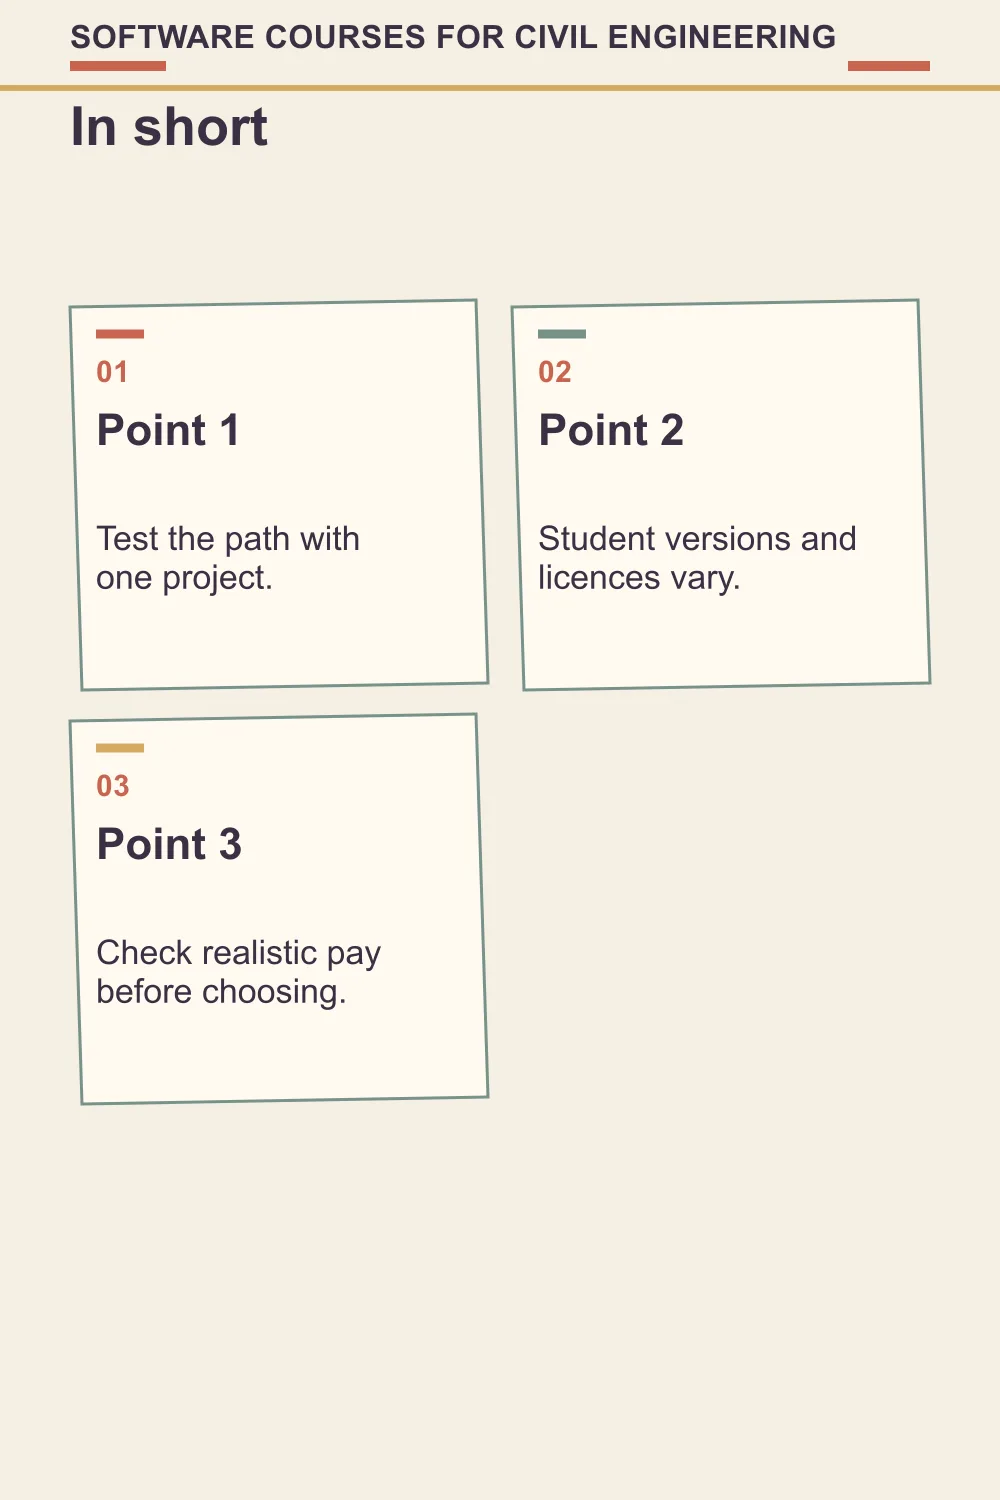 SOFTWARE COURSES FOR CIVIL ENGINEERING
In short
01
Point 1
Test the path with
one project.
02
Point 2
Student versions and
licences vary.
03
Point 3
Check realistic pay
before choosing.